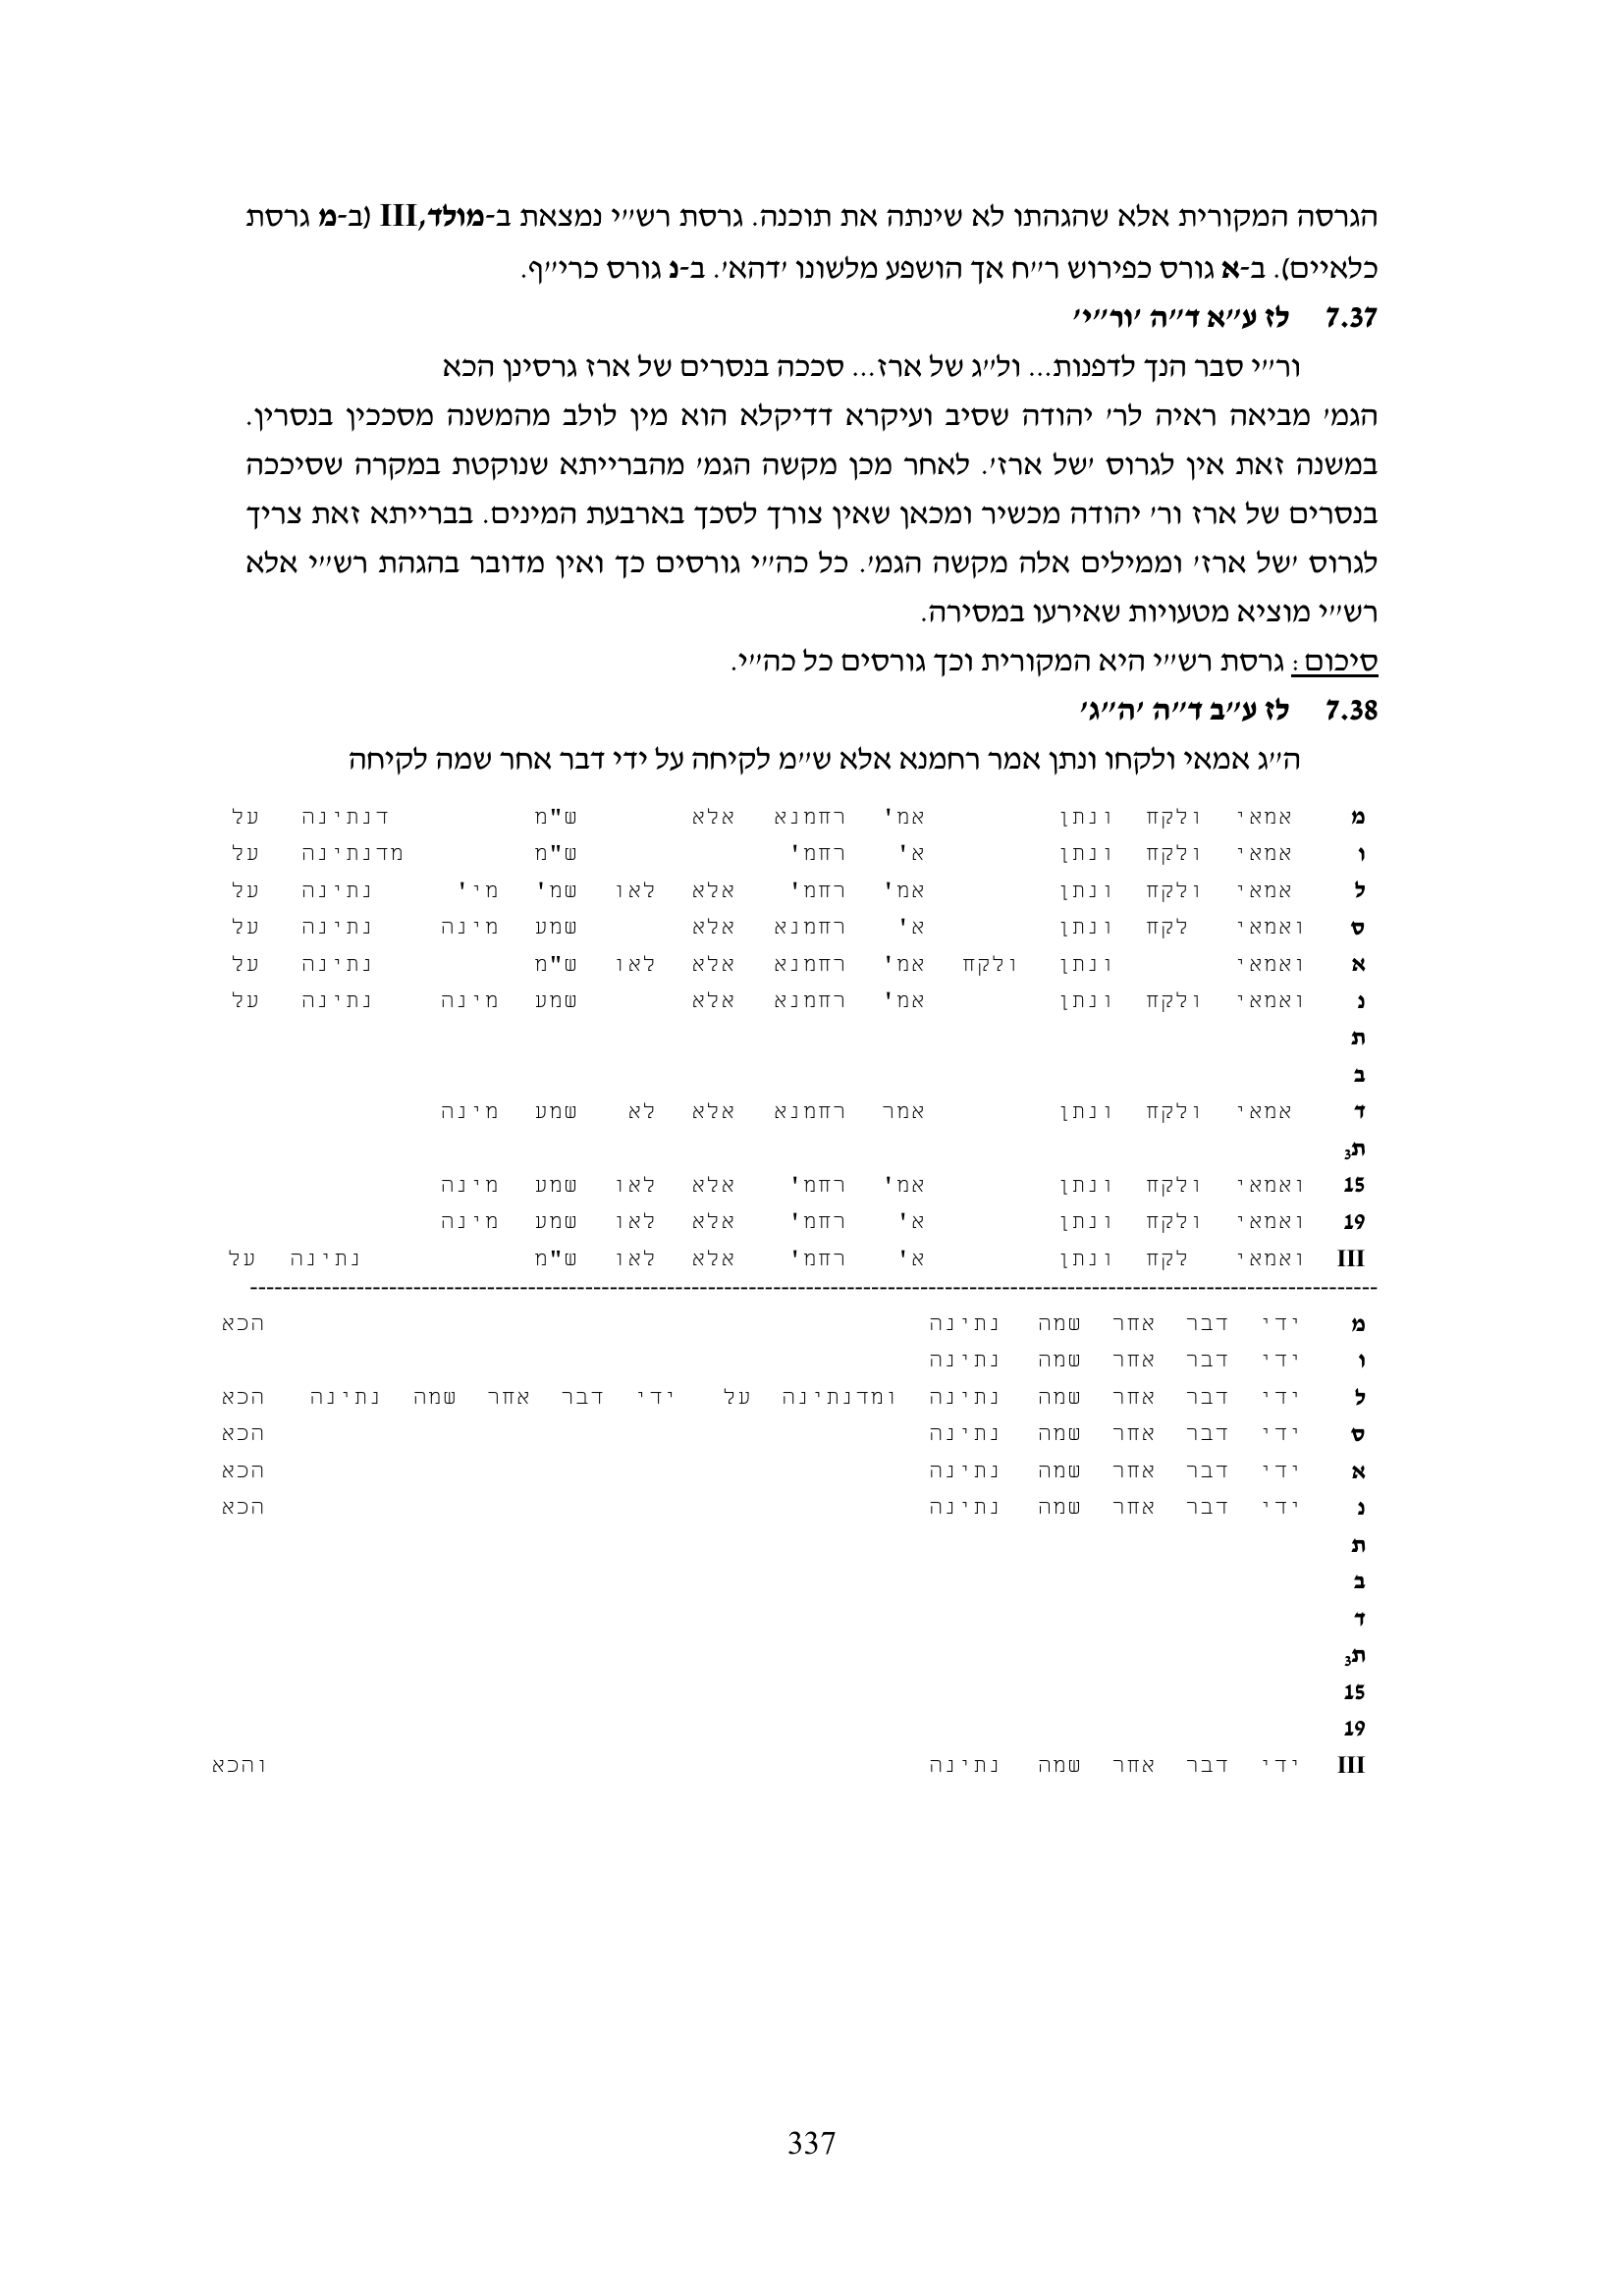 הגרסה המקורית אלא שהגהתו לא שינתה את תוכנה. גרסת רש״י נמצאת ב-מולד,III (ב-מ גרסת
כלאיים). ב-א גורס כפירוש ר״ח אך הושפע מלשונו ׳דהא׳. ב-נ גורס כרי״ף.
7.37 לז ע״א ד״ה ׳ור״י׳
ור״י סבר הנך לדפנות... ול״ג של ארז... סככה בנסרים של ארז גרסינן הכא
הגמ׳ מביאה ראיה לר׳ יהודה שסיב ועיקרא דדיקלא הוא מין לולב מהמשנה מסככין בנסרין.
במשנה זאת אין לגרוס ׳של ארז׳. לאחר מכן מקשה הגמ׳ מהברייתא שנוקטת במקרה שסיככה
בנסרים של ארז ור׳ יהודה מכשיר ומכאן שאין צורך לסכך בארבעת המינים. בברייתא זאת צריך
לגרוס ׳של ארז׳ וממילים אלה מקשה הגמ׳. כל כה״י גורסים כך ואין מדובר בהגהת רש״י אלא
רש״י מוציא מטעויות שאירעו במסירה.
סיכום: גרסת רש״י היא המקורית וכך גורסים כל כה״י.
7.38 לז ע״ב ד״ה ׳ה״ג׳
ה״ג אמאי ולקחו ונתן אמר רחמנא אלא ש״מ לקיחה על ידי דבר אחר שמה לקיחה
מ אמאי ולקח ונתן אמ' רחמנא אלא ש"מ דנתינה על
ו אמאי ולקח ונתן א' רחמ' ש"מ מדנתינה על
ל אמאי ולקח ונתן אמ' רחמ' אלא לאו שמ' מי' נתינה על
ס ואמאי לקח ונתן א' רחמנא אלא שמע מינה נתינה על
א ואמאי ונתן ולקח אמ' רחמנא אלא לאו ש"מ נתינה על
נ ואמאי ולקח ונתן אמ' רחמנא אלא שמע מינה נתינה על
ת
ב
ד אמאי ולקח ונתן אמר רחמנא אלא לא שמע מינה
ת3
15 ואמאי ולקח ונתן אמ' רחמ' אלא לאו שמע מינה
19 ואמאי ולקח ונתן א' רחמ' אלא לאו שמע מינה
III ואמאי לקח ונתן א' רחמ' אלא לאו ש"מ נתינה על
מ ידי דבר אחר שמה נתינה הכא
ו ידי דבר אחר שמה נתינה
ל ידי דבר אחר שמה נתינה ומדנתינה על ידי דבר אחר שמה נתינה הכא
ס ידי דבר אחר שמה נתינה הכא
א ידי דבר אחר שמה נתינה הכא
נ ידי דבר אחר שמה נתינה הכא
ת
ב
ד
ת3
15
19
III ידי דבר אחר שמה נתינה והכא
337